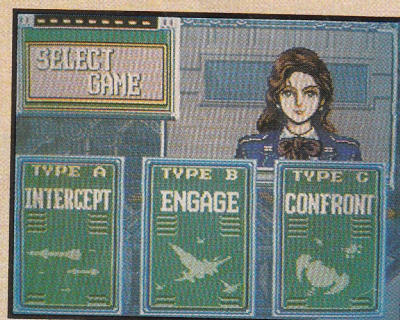 SELECT
GAME
TYPE A
INTERCEPT
TYPE B
ENGAGE
TYPE C
CONFRONT